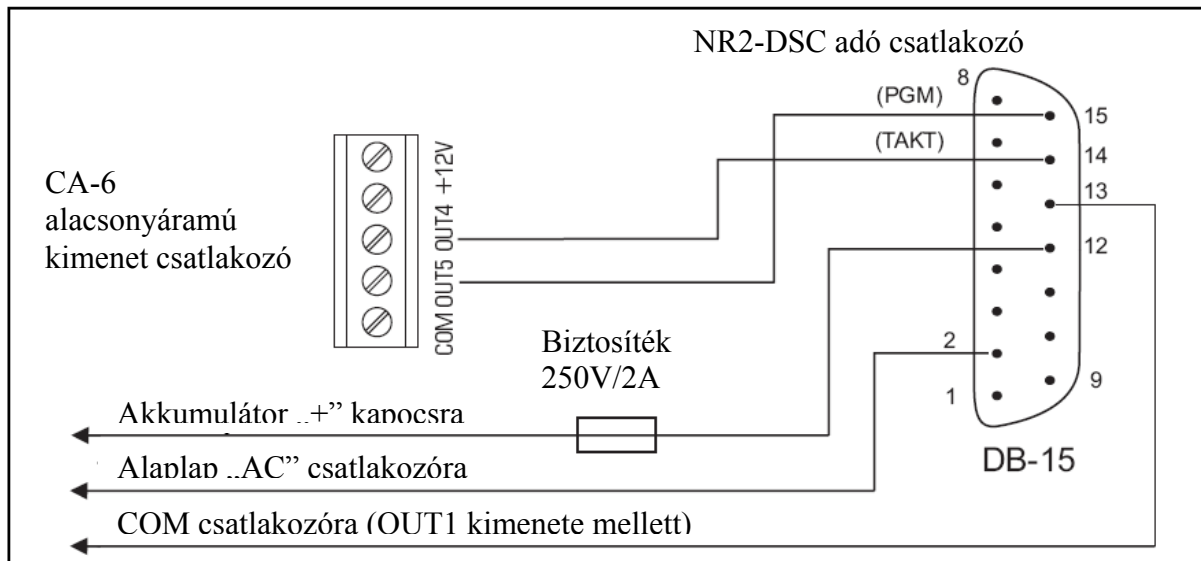 NR2-DSC adó csatlakozó
8
(PGM)
15
(TAKT)
14
13
12
CA-6
alacsonyáramú
kimenet csatlakozó
COM OUT5 OUT4 +12V
Biztosíték
250V/2A
2
1
9
DB-15
Akkumulátor „+” kapocsra
Alaplap „AC” csatlakozóra
COM csatlakozóra (OUT1 kimenete mellett)